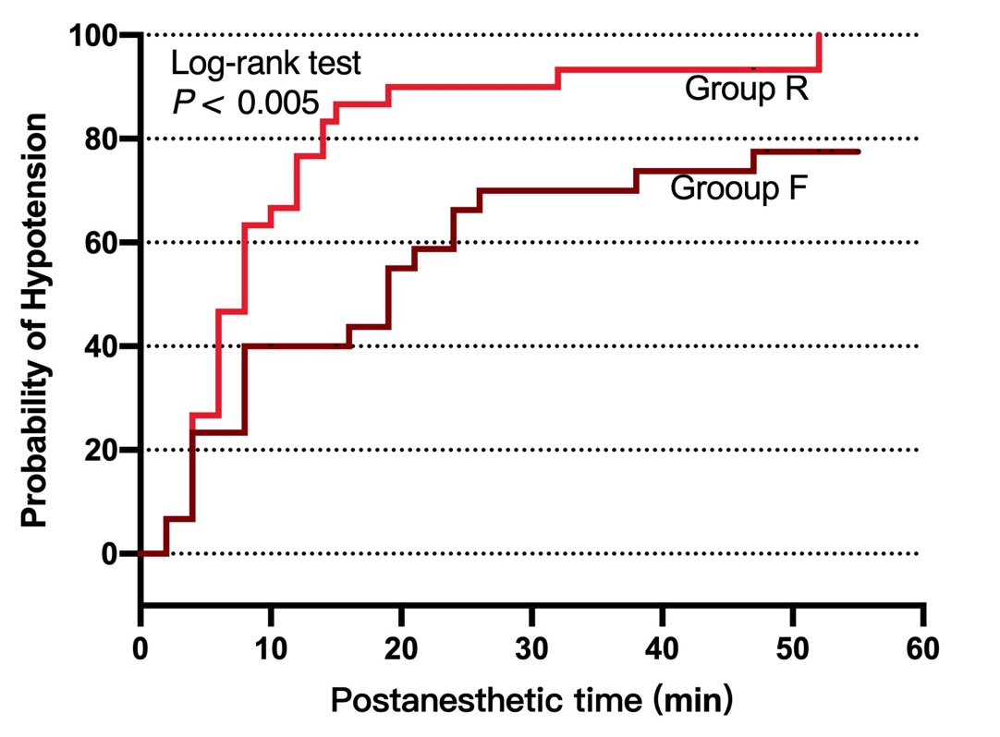 Log-rank test
P < 0.005
Group R
Grooup F
Probability of Hypotension
100
80
60
40
20
0
0 10 20 30 40 50 60
Postanesthetic time (min)